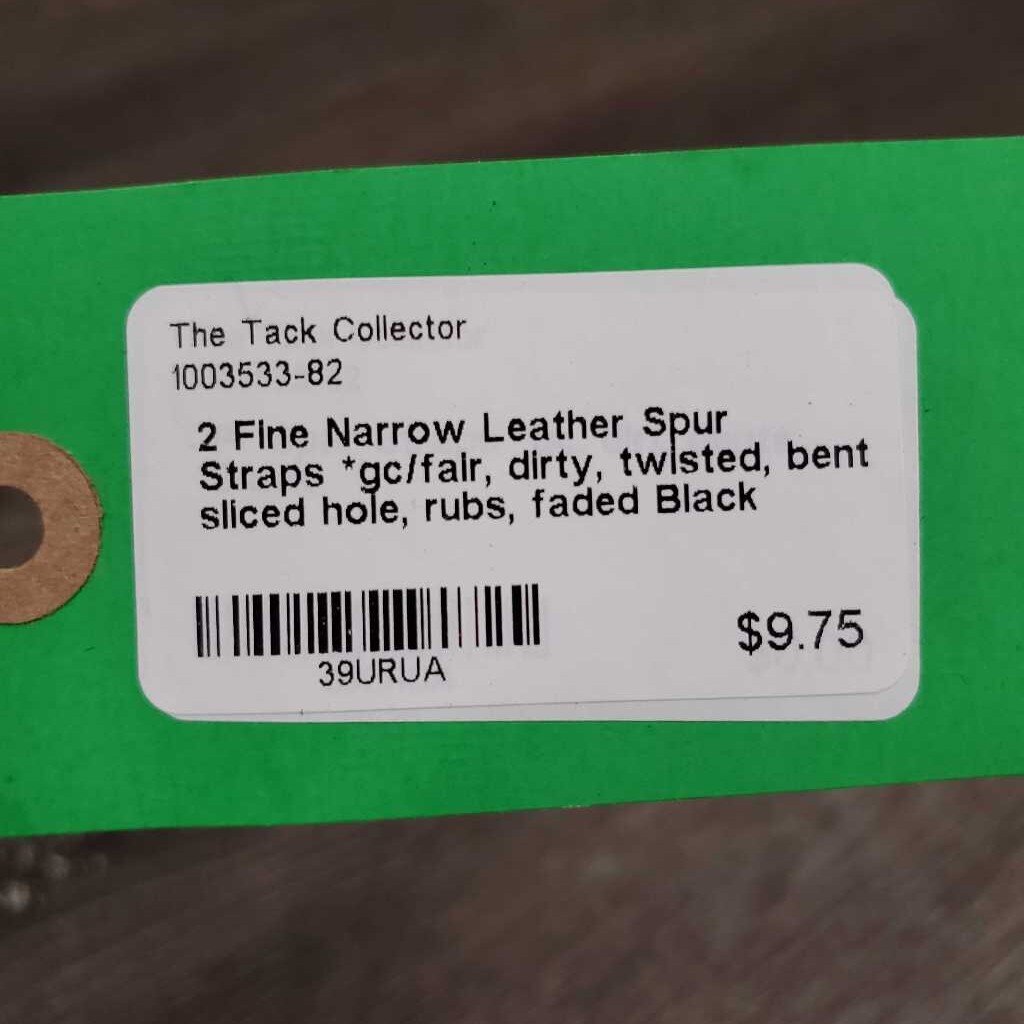 The Tack Collector
1003533-82
2 Fine Narrow Leather Spur
Straps *gc/fair, dirty, twisted, bent
sliced hole, rubs, faded Black
39URUA
$9.75